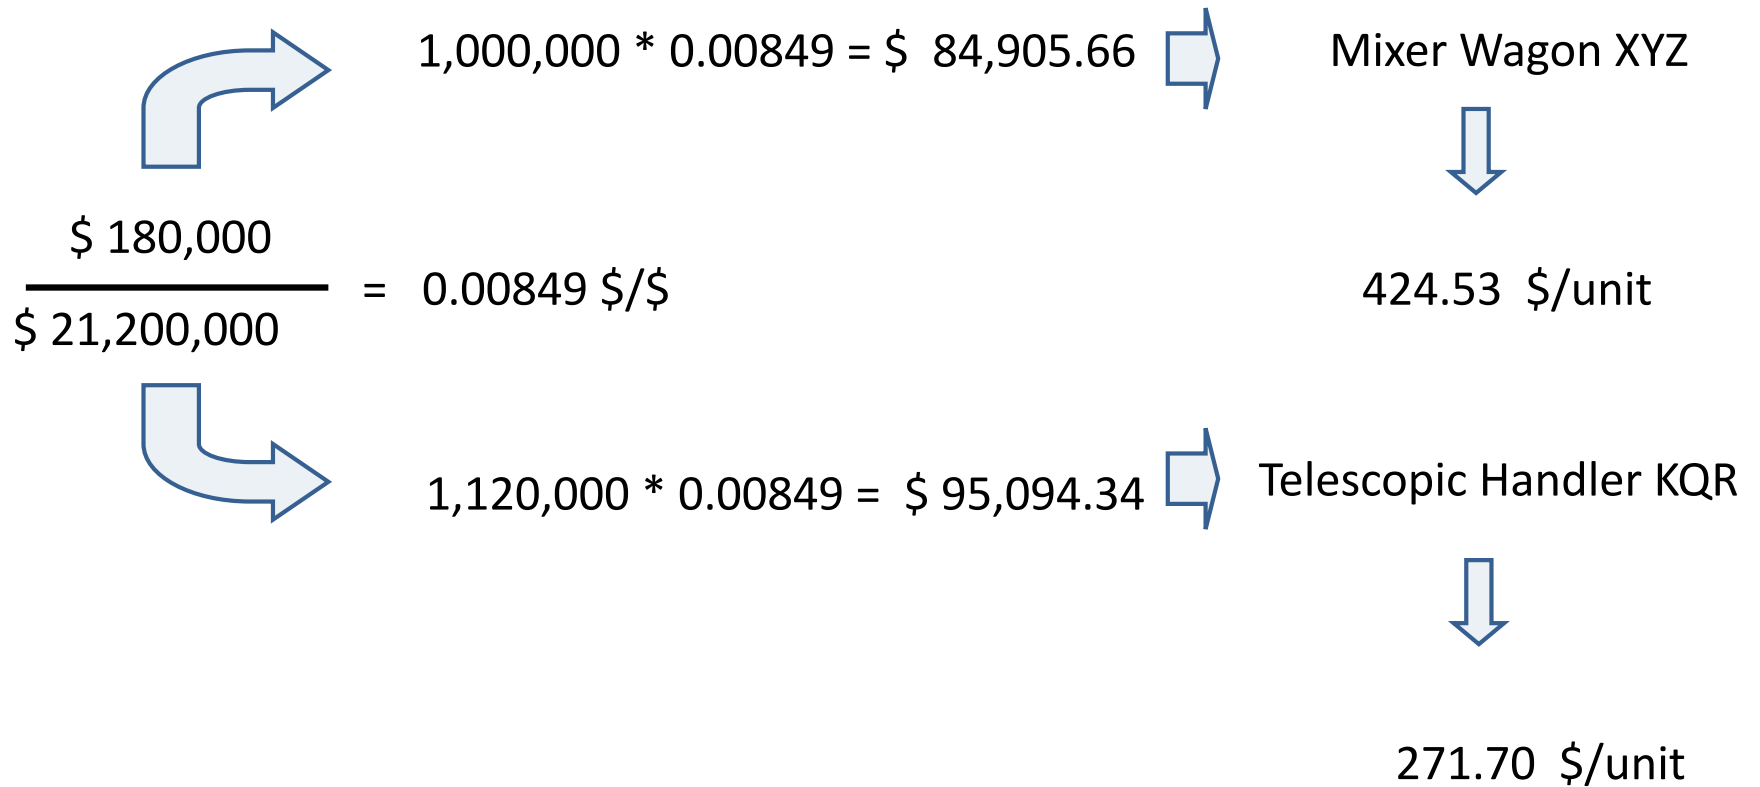 1,000,000 * 0.00849 = $ 84,905.66
Mixer Wagon XYZ
$ 180,000
$ 21,200,000
= 0.00849 $/$
424.53 $/unit
1,120,000 * 0.00849 = $ 95,094.34
Telescopic Handler KQR
271.70 $/unit